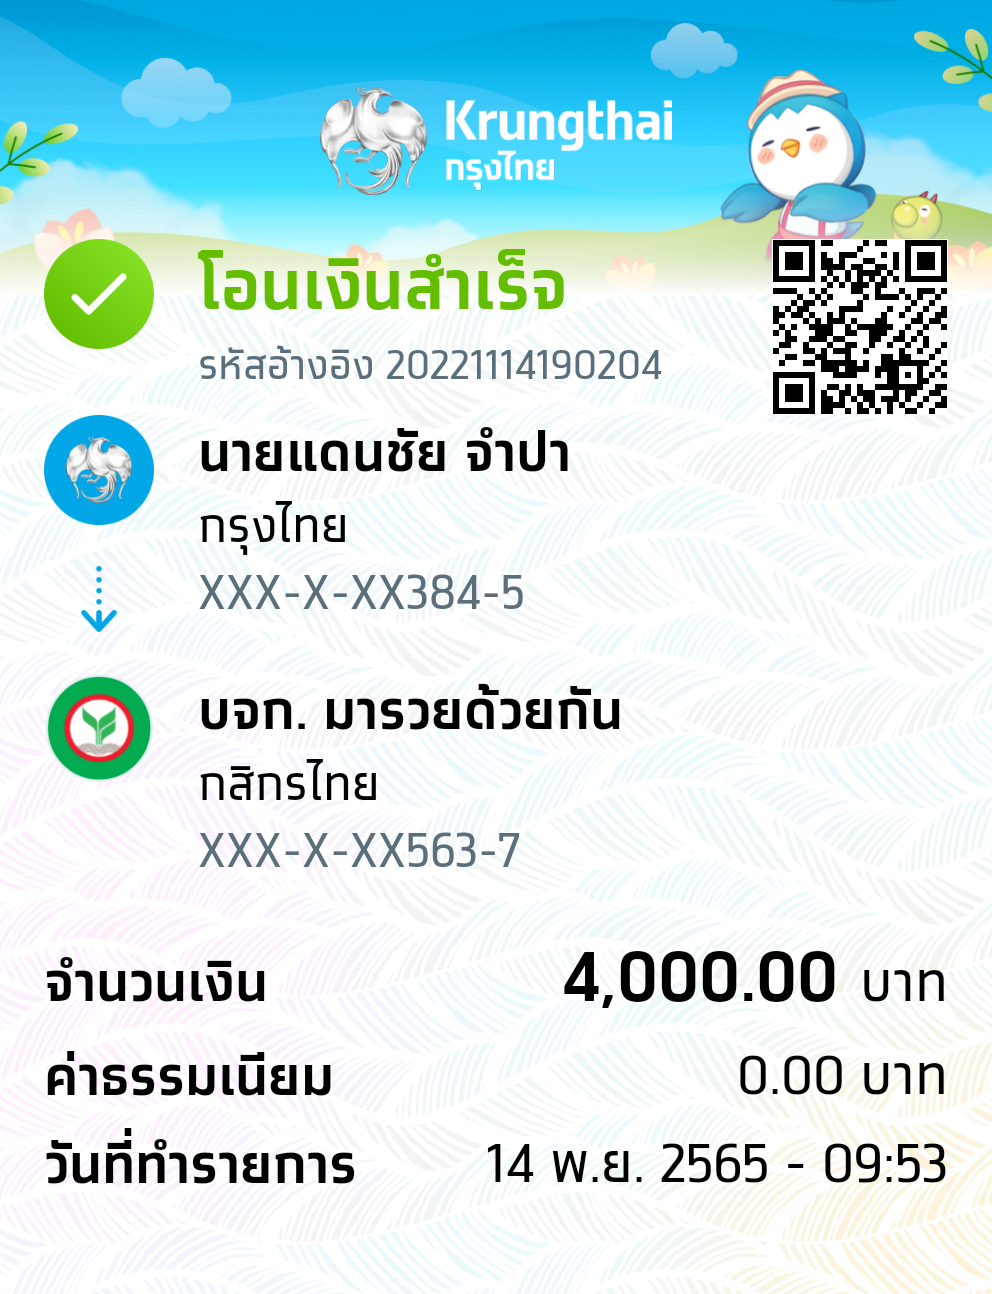 Krungthai
กรุงไทย
โอนเงินสำเร็จ
รหัสอ้างอิง 20221114190204
นายแดนชัย จำปา
กรุงไทย
XXX-X-XX384-5
บจก. มารวยด้วยกัน
กสิกรไทย
XXX-X-XX563-7
จำนวนเงิน 4,000.00 บาท
ค่าธรรมเนียม 0.00 บาท
วันที่ทำรายการ 14 พ.ย. 2565 - 09:53